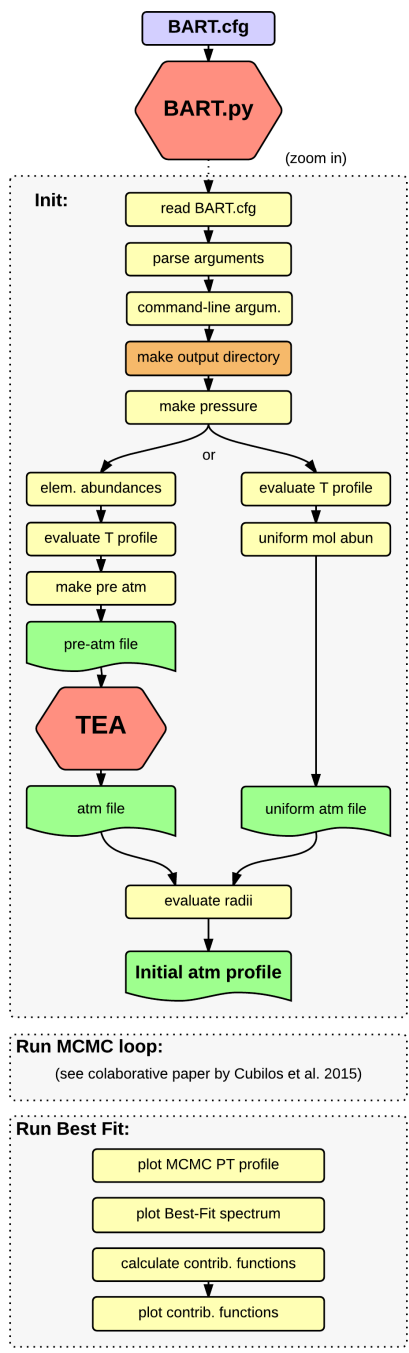 BART.cfg
BART.py
(zoom in)
Init:
read BART.cfg
parse arguments
command-line argum.
make output directory
make pressure
or
elem. abundances
evaluate T profile
evaluate T profile
uniform mol abun
make pre atm
pre-atm file
TEA
atm file
uniform atm file
evaluate radii
Initial atm profile
Run MCMC loop:
(see colaborative paper by Cubilos et al. 2015)
Run Best Fit:
plot MCMC PT profile
plot Best-Fit spectrum
calculate contrib. functions
plot contrib. functions